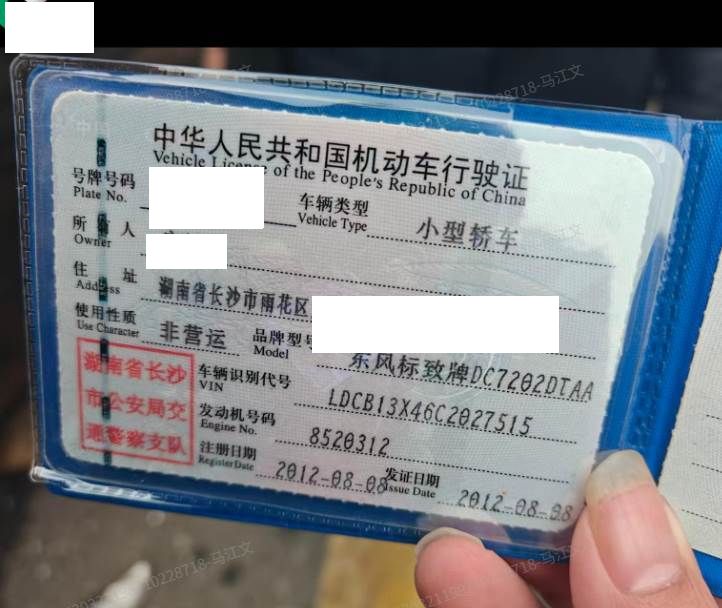 中华人民共和国机动车行驶证
Vehicle License of the People's Republic of China
号牌号码
Plate No.
车辆类型 小型轿车
Vehicle Type
所有人
Owner
住址 湖南省长沙市雨花区
Address
使用性质 非营运
Use Character
品牌型号 东风标致牌DC7202DTAA
Model
湖南省长沙
市公安局交
通警察支队
车辆识别代号 LDCB13X46C2027515
VIN
发动机号码 8520312
Engine No.
注册日期 2012-08-08
Register Date
发证日期 2012-08-08
Issue Date
10228718-马江文